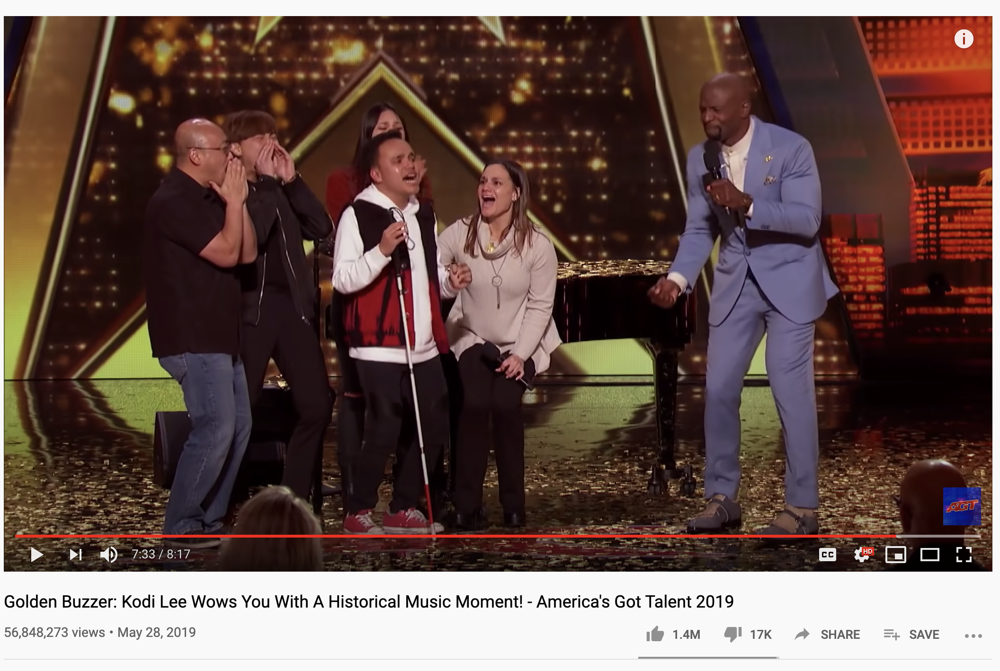 i
AGT
7:33 / 8:17
CC
HD
Golden Buzzer: Kodi Lee Wows You With A Historical Music Moment! - America's Got Talent 2019
56,848,273 views • May 28, 2019
1.4M
17K
SHARE
SAVE